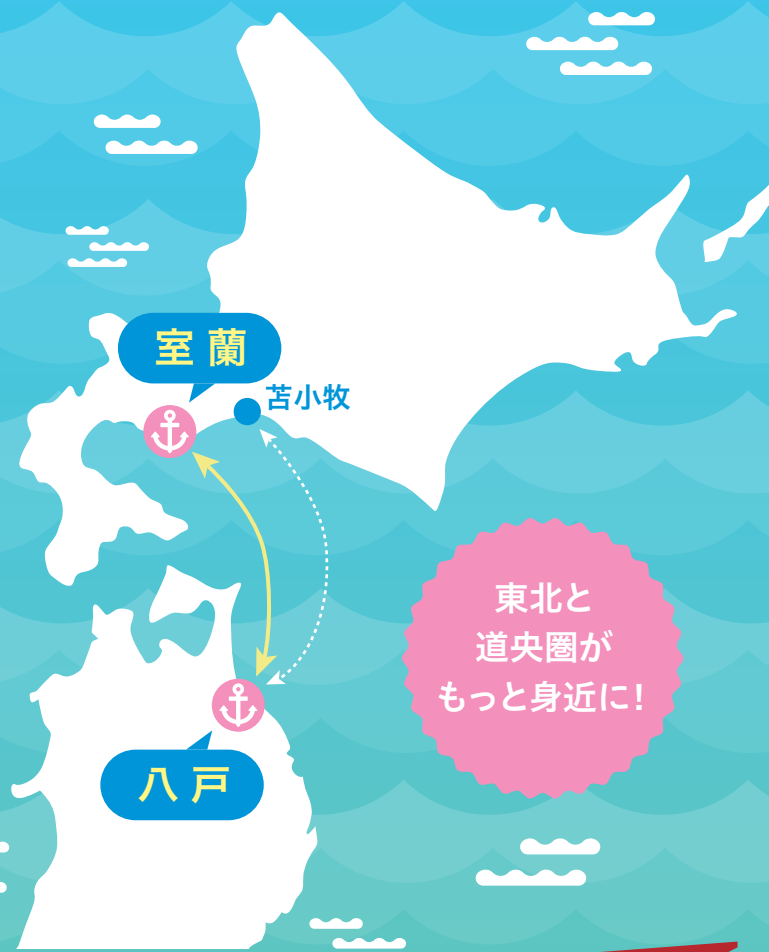 室蘭
苫小牧
東北と
道央圏が
もっと身近に!
八戸